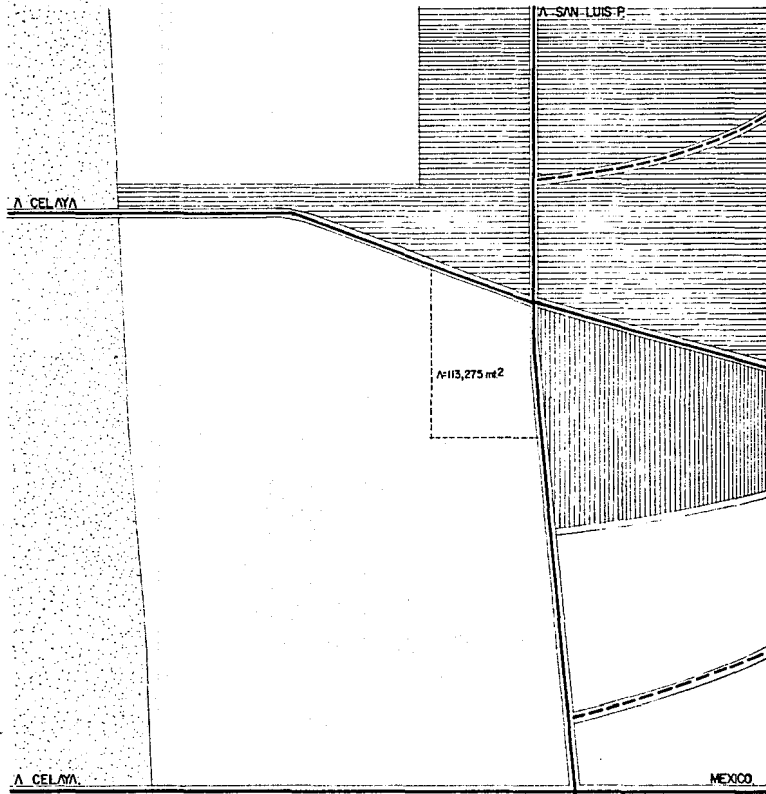 A SAN LUIS P.
A CELAYA
A=113,275 mt2
A CELAYA.
MEXICO.